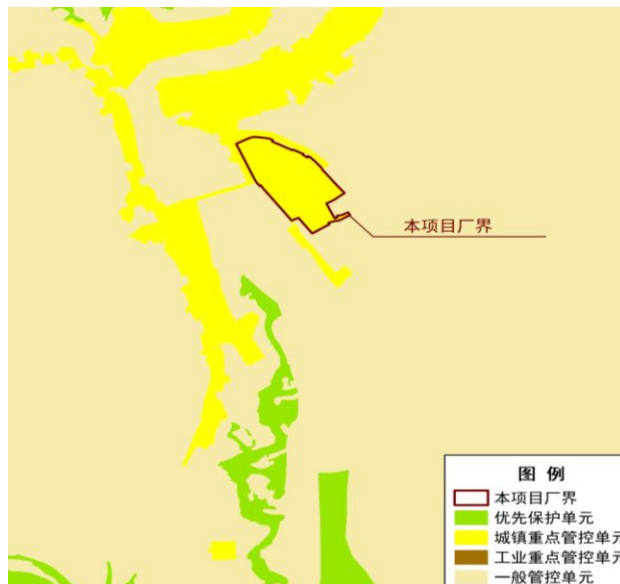 本项目厂界
图 例
本项目厂界
优先保护单元
城镇重点管控单元
工业重点管控单元
一般管控单元